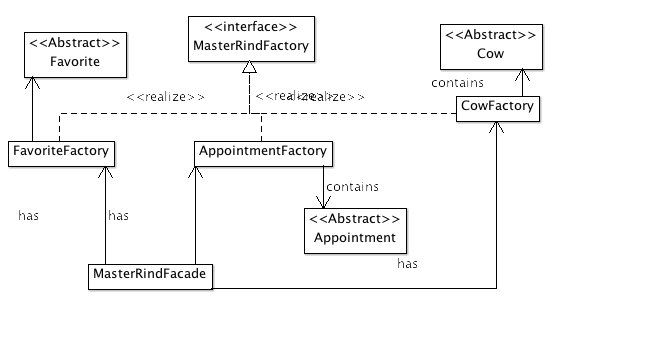 <<interface>>
MasterRindFactory
<<Abstract>>
Favorite
<<Abstract>>
Cow
contains
<<realize>>
<<realize>>
<<realize>>
CowFactory
FavoriteFactory
AppointmentFactory
contains
has
has
<<Abstract>>
Appointment
has
MasterRindFacade